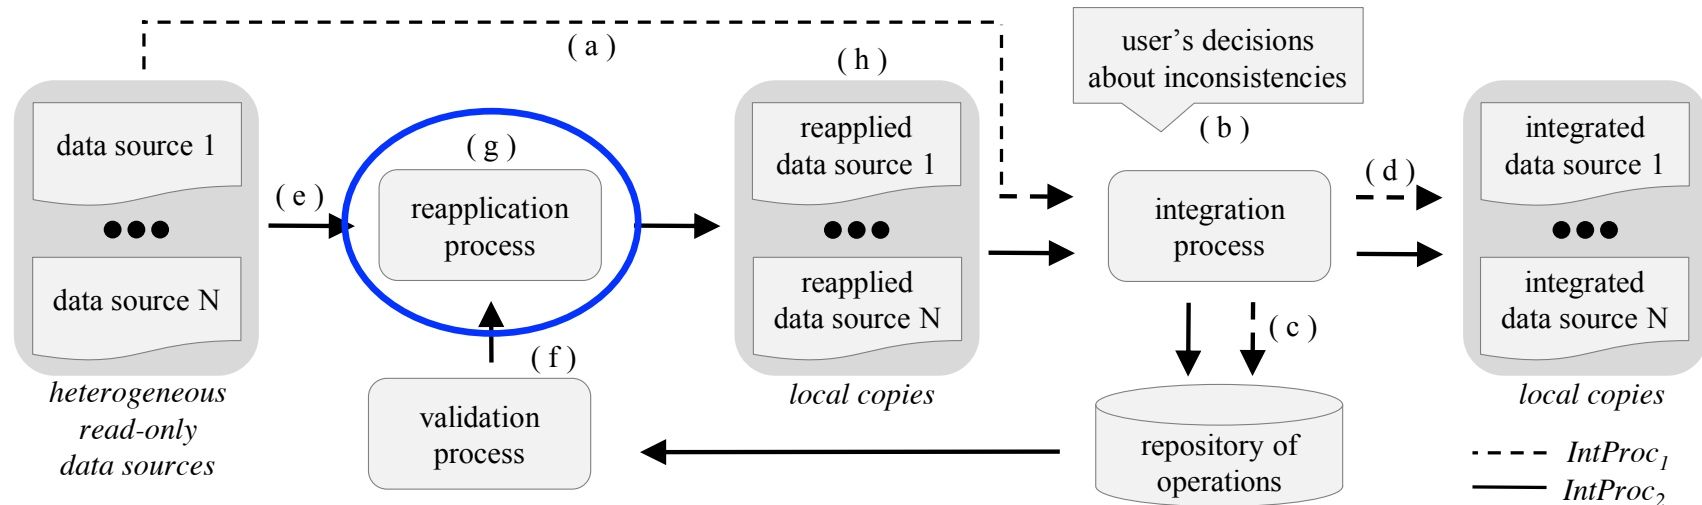 ( a )
user's decisions
about inconsistencies
( h )
( b )
data source 1
data source N
heterogeneous
read-only
data sources
( e )
( g )
reapplication
process
( f )
validation
process
reapplied
data source 1
reapplied
data source N
local copies
integration
process
( c )
repository of
operations
( d )
integrated
data source 1
integrated
data source N
local copies
IntProc1
IntProc2